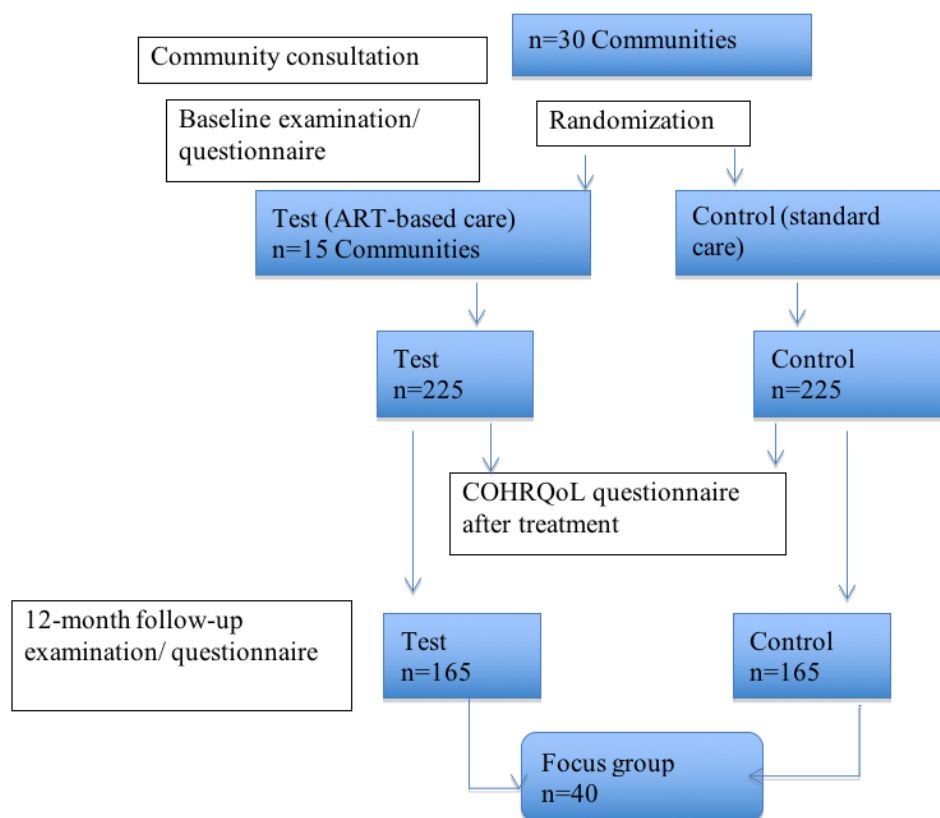 n=30 Communities
Community consultation
Baseline examination/
questionnaire
Randomization
Test (ART-based care)
n=15 Communities
Control (standard
care)
Test
n=225
Control
n=225
COHRQoL questionnaire
after treatment
12-month follow-up
examination/ questionnaire
Test
n=165
Control
n=165
Focus group
n=40